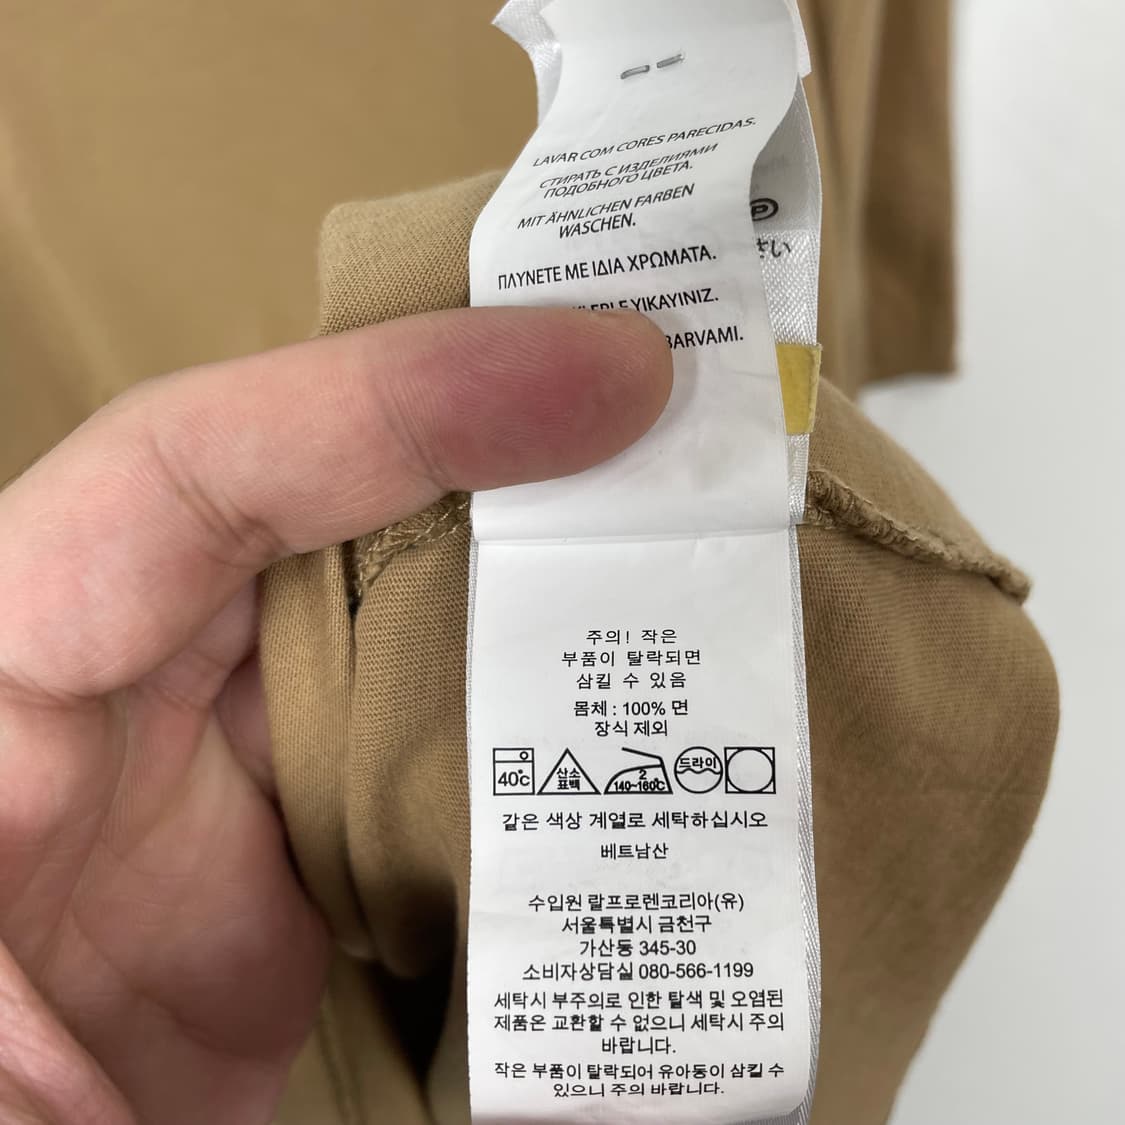 LAVAR COM CORES PARECIDAS.
СТИРАТЬ С ИЗДЕЛИЯМИ
ПОДОБНОГО ЦВЕТА.
MIT ÄHNLICHEN FARBEN
WASCHEN.
ΠΛΥΝΕΤΕ ΜΕ ΙΔΙΑ ΧΡΩΜΑΤΑ.
YIKAYINIZ.
BARVAMI.
P
さい
주의! 작은
부품이 탈락되면
삼킬 수 있음
몸체 : 100% 면
장식 제외
40℃
산소
표백
2
140~160℃
드라이
같은 색상 계열로 세탁하십시오
베트남산
수입원 랄프로렌코리아(유)
서울특별시 금천구
가산동 345-30
소비자상담실 080-566-1199
세탁시 부주의로 인한 탈색 및 오염된
제품은 교환할 수 없으니 세탁시 주의
바랍니다.
작은 부품이 탈락되어 유아동이 삼킬 수
있으니 주의 바랍니다.